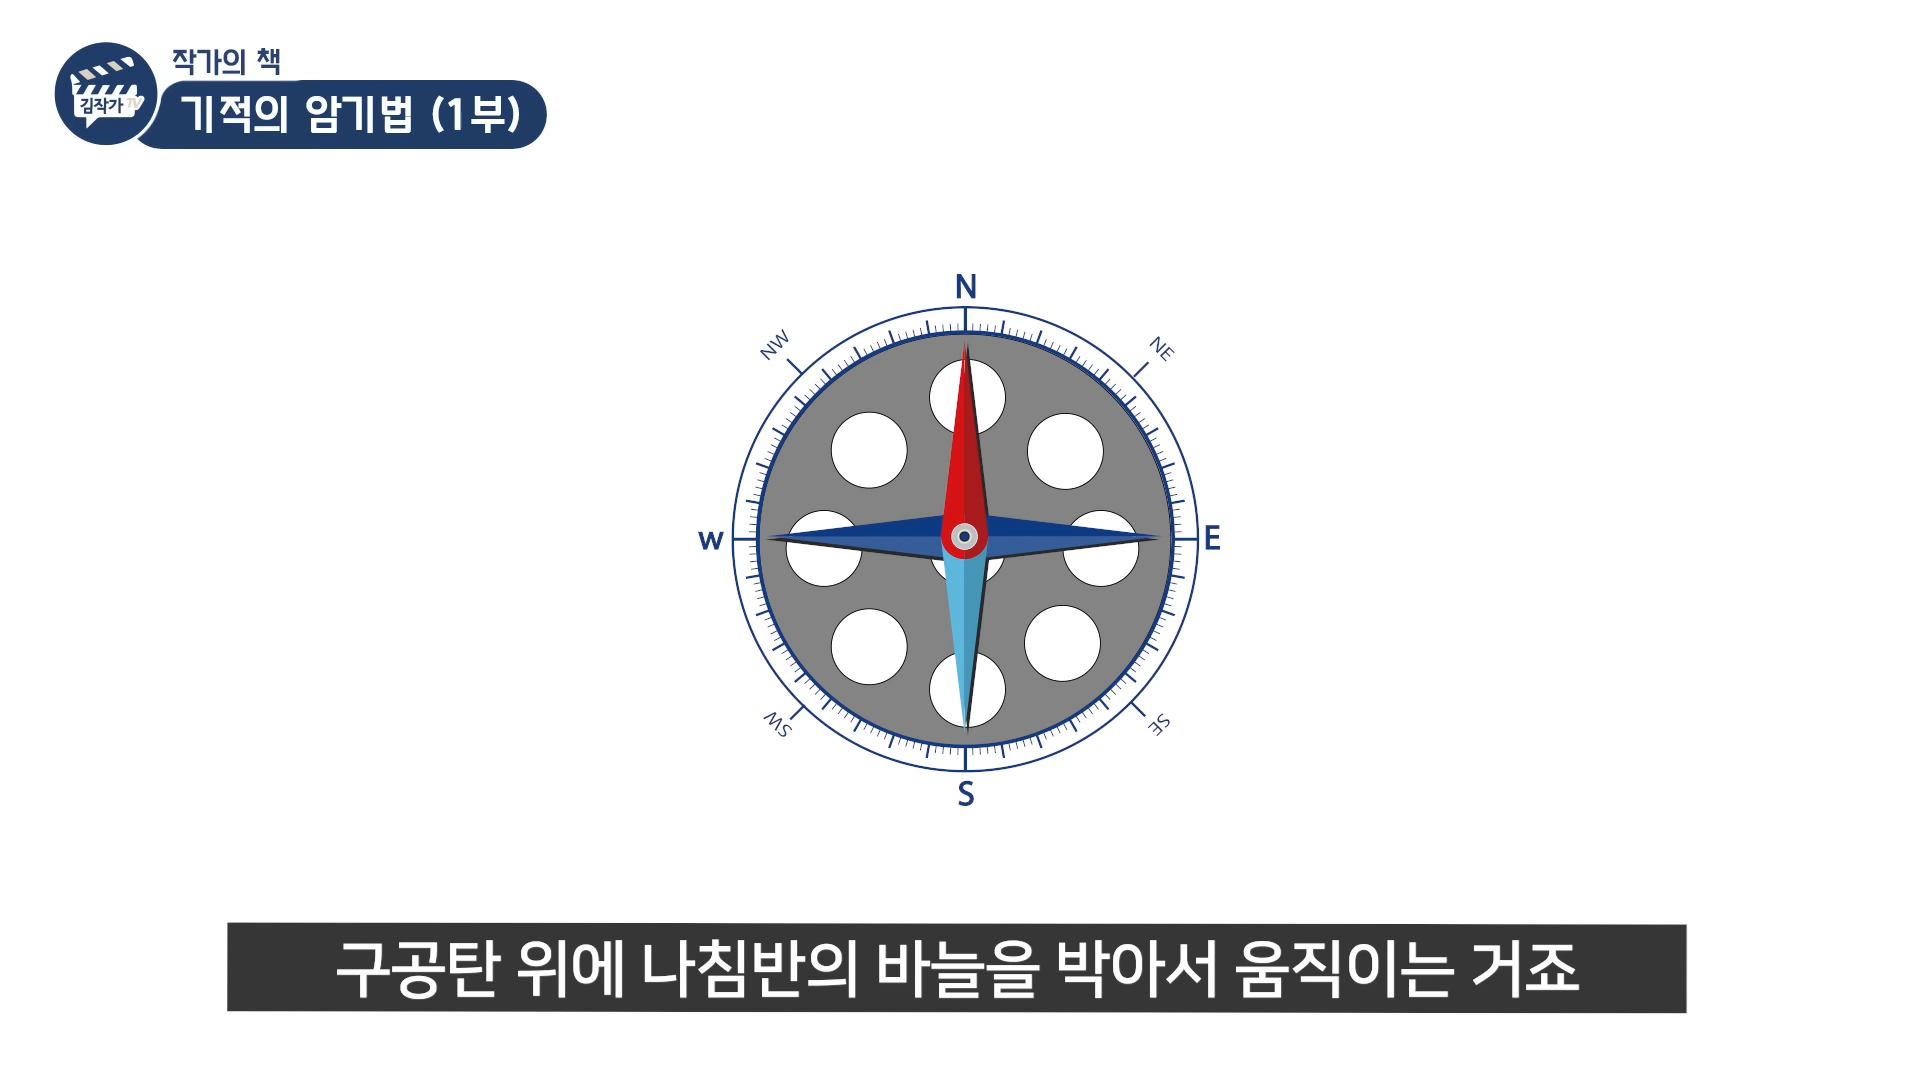 작가의 책
김작가 TV
기적의 암기법 (1부)
N
NW
NE
W
E
SW
SE
S
구공탄 위에 나침반의 바늘을 박아서 움직이는 거죠